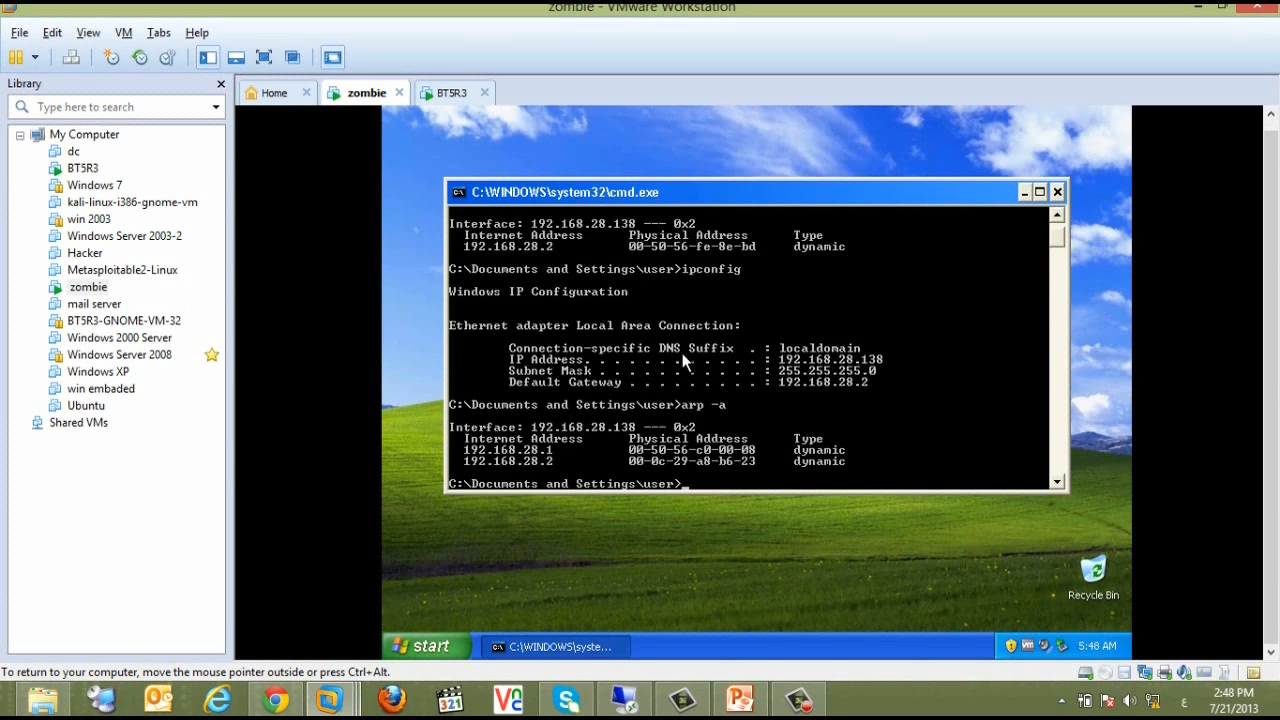 zombie - VMware Workstation
File Edit View VM Tabs Help
Library
Type here to search
My Computer
dc
BT5R3
Windows 7
kali-linux-i386-gnome-vm
win 2003
Windows Server 2003-2
Hacker
Metasploitable2-Linux
zombie
mail server
BT5R3-GNOME-VM-32
Windows 2000 Server
Windows Server 2008
Windows XP
win embaded
Ubuntu
Shared VMs
Home zombie BT5R3
C:\WINDOWS\system32\cmd.exe
Interface: 192.168.28.138 --- 0x2
Internet Address Physical Address Type
192.168.28.2 00-50-56-fe-8e-bd dynamic
C:\Documents and Settings\user>ipconfig
Windows IP Configuration
Ethernet adapter Local Area Connection:
Connection-specific DNS Suffix . : localdomain
IP Address. . . . . . . . . . . . : 192.168.28.138
Subnet Mask . . . . . . . . . . . : 255.255.255.0
Default Gateway . . . . . . . . . : 192.168.28.2
C:\Documents and Settings\user>arp -a
Interface: 192.168.28.138 --- 0x2
Internet Address Physical Address Type
192.168.28.1 00-50-56-c0-00-08 dynamic
192.168.28.2 00-0c-29-a8-b6-23 dynamic
C:\Documents and Settings\user>_
Recycle Bin
start C:\WINDOWS\syste... 5:48 AM
To return to your computer, move the mouse pointer outside or press Ctrl+Alt.
321
VNC
ع
2:48 PM
7/21/2013